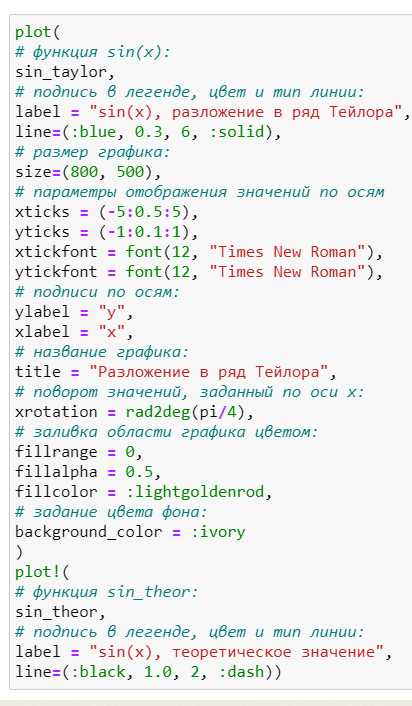 plot(
# функция sin(x):
sin_taylor,
# подпись в легенде, цвет и тип линии:
label = "sin(x), разложение в ряд Тейлора",
line=(:blue, 0.3, 6, :solid),
# размер графика:
size=(800, 500),
# параметры отображения значений по осям
xticks = (-5:0.5:5),
yticks = (-1:0.1:1),
xtickfont = font(12, "Times New Roman"),
ytickfont = font(12, "Times New Roman"),
# подписи по осям:
ylabel = "y",
xlabel = "x",
# название графика:
title = "Разложение в ряд Тейлора",
# поворот значений, заданный по оси x:
xrotation = rad2deg(pi/4),
# заливка области графика цветом:
fillrange = 0,
fillalpha = 0.5,
fillcolor = :lightgoldenrod,
# задание цвета фона:
background_color = :ivory
)
plot!(
# функция sin_theor:
sin_theor,
# подпись в легенде, цвет и тип линии:
label = "sin(x), теоретическое значение",
line=(:black, 1.0, 2, :dash))